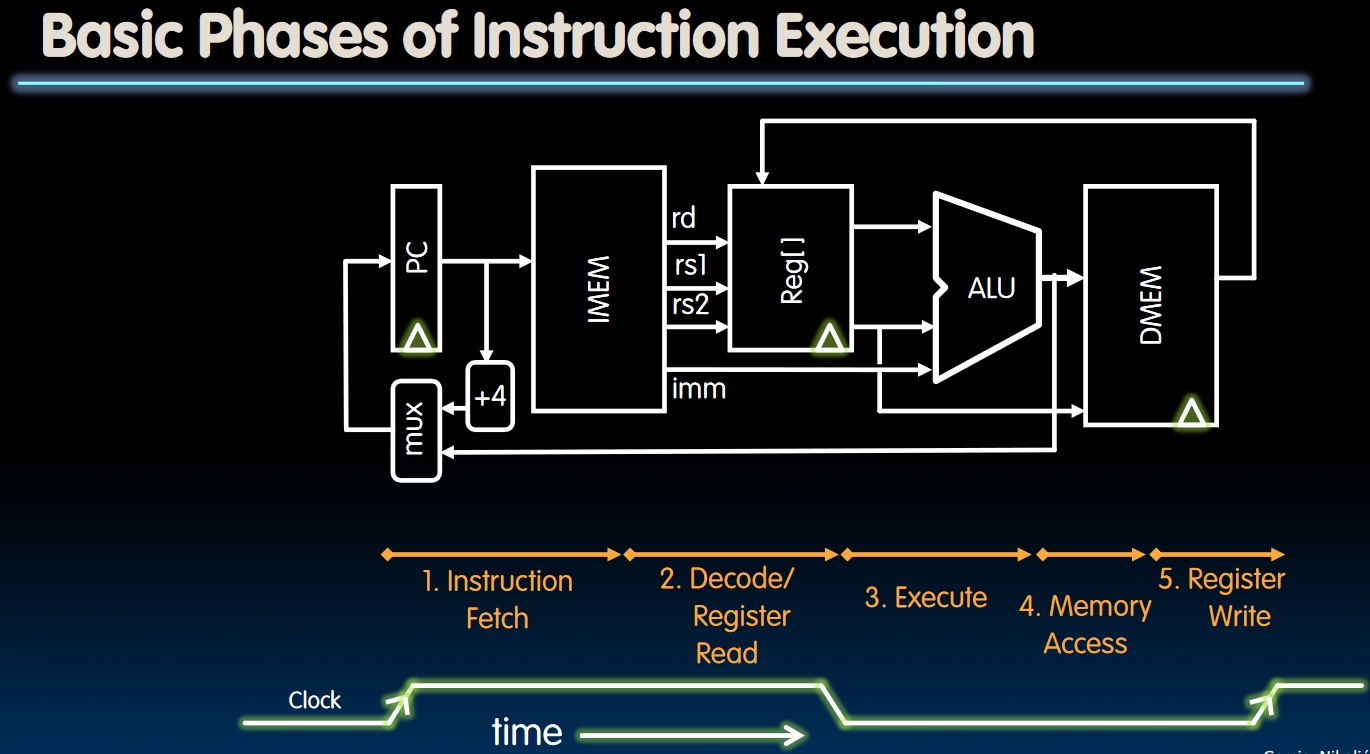 Basic Phases of Instruction Execution
PC
IMEM
rd
rs1
rs2
imm
Reg[]
ALU
DMEM
+4
mux
1. Instruction
Fetch
2. Decode/
Register
Read
3. Execute
4. Memory
Access
5. Register
Write
Clock
time